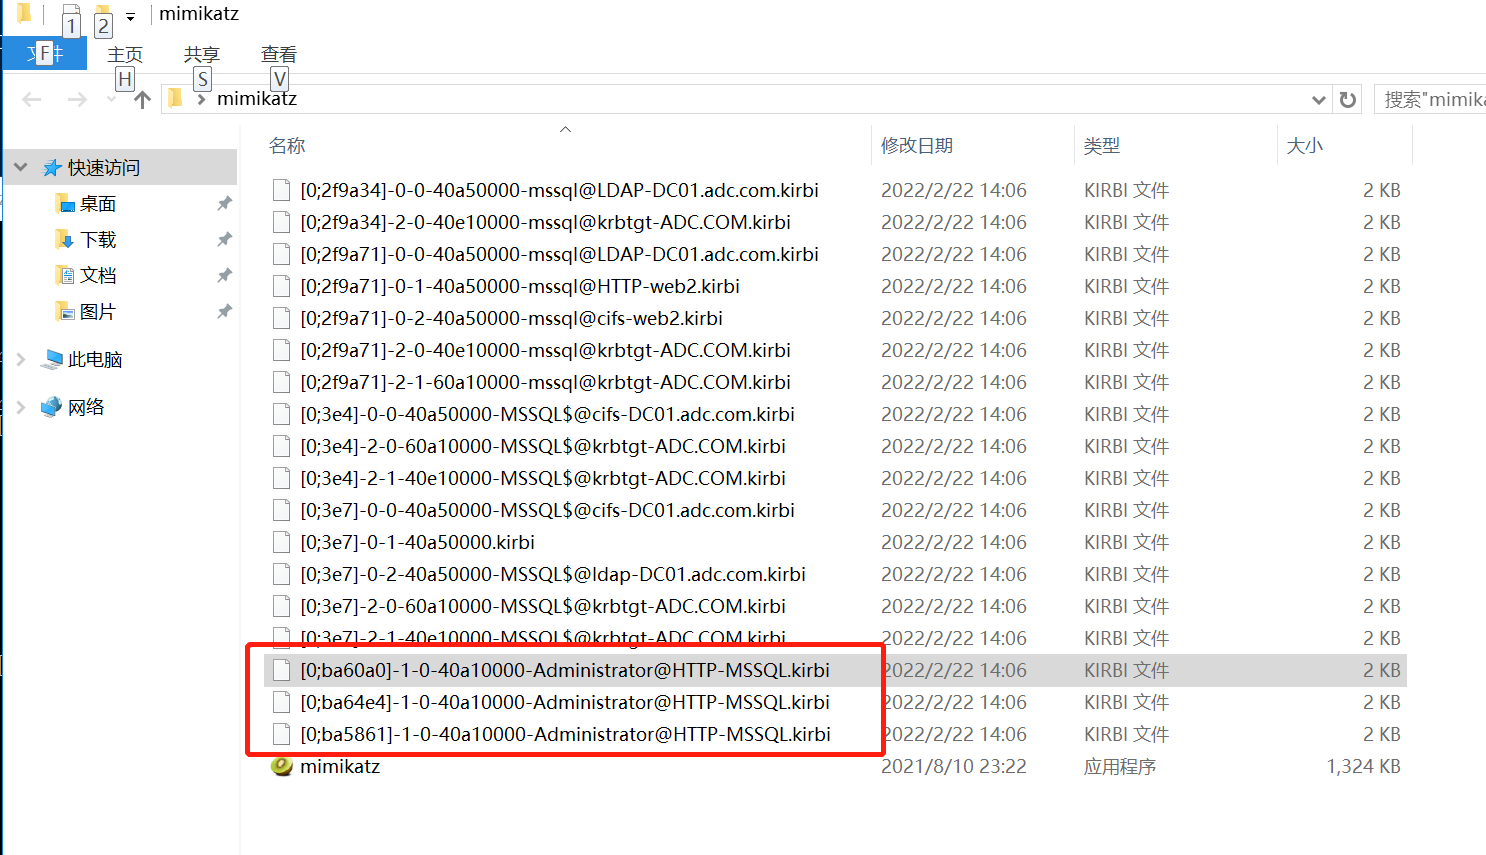 1 2 mimikatz
文件 F 主页 共享 查看
H S V
mimikatz 搜索"mimika
名称 修改日期 类型 大小
快速访问
桌面
下载
文档
图片
此电脑
网络
[0;2f9a34]-0-0-40a50000-mssql@LDAP-DC01.adc.com.kirbi 2022/2/22 14:06 KIRBI 文件 2 KB
[0;2f9a34]-2-0-40e10000-mssql@krbtgt-ADC.COM.kirbi 2022/2/22 14:06 KIRBI 文件 2 KB
[0;2f9a71]-0-0-40a50000-mssql@LDAP-DC01.adc.com.kirbi 2022/2/22 14:06 KIRBI 文件 2 KB
[0;2f9a71]-0-1-40a50000-mssql@HTTP-web2.kirbi 2022/2/22 14:06 KIRBI 文件 2 KB
[0;2f9a71]-0-2-40a50000-mssql@cifs-web2.kirbi 2022/2/22 14:06 KIRBI 文件 2 KB
[0;2f9a71]-2-0-40e10000-mssql@krbtgt-ADC.COM.kirbi 2022/2/22 14:06 KIRBI 文件 2 KB
[0;2f9a71]-2-1-60a10000-mssql@krbtgt-ADC.COM.kirbi 2022/2/22 14:06 KIRBI 文件 2 KB
[0;3e4]-0-0-40a50000-MSSQL$@cifs-DC01.adc.com.kirbi 2022/2/22 14:06 KIRBI 文件 2 KB
[0;3e4]-2-0-60a10000-MSSQL$@krbtgt-ADC.COM.kirbi 2022/2/22 14:06 KIRBI 文件 2 KB
[0;3e4]-2-1-40e10000-MSSQL$@krbtgt-ADC.COM.kirbi 2022/2/22 14:06 KIRBI 文件 2 KB
[0;3e7]-0-0-40a50000-MSSQL$@cifs-DC01.adc.com.kirbi 2022/2/22 14:06 KIRBI 文件 2 KB
[0;3e7]-0-1-40a50000.kirbi 2022/2/22 14:06 KIRBI 文件 2 KB
[0;3e7]-0-2-40a50000-MSSQL$@ldap-DC01.adc.com.kirbi 2022/2/22 14:06 KIRBI 文件 2 KB
[0;3e7]-2-0-60a10000-MSSQL$@krbtgt-ADC.COM.kirbi 2022/2/22 14:06 KIRBI 文件 2 KB
[0;3e7]-2-1-40e10000-MSSQL$@krbtgt-ADC.COM.kirbi 2022/2/22 14:06 KIRBI 文件 2 KB
[0;ba60a0]-1-0-40a10000-Administrator@HTTP-MSSQL.kirbi 2022/2/22 14:06 KIRBI 文件 2 KB
[0;ba64e4]-1-0-40a10000-Administrator@HTTP-MSSQL.kirbi 2022/2/22 14:06 KIRBI 文件 2 KB
[0;ba5861]-1-0-40a10000-Administrator@HTTP-MSSQL.kirbi 2022/2/22 14:06 KIRBI 文件 2 KB
mimikatz 2021/8/10 23:22 应用程序 1,324 KB